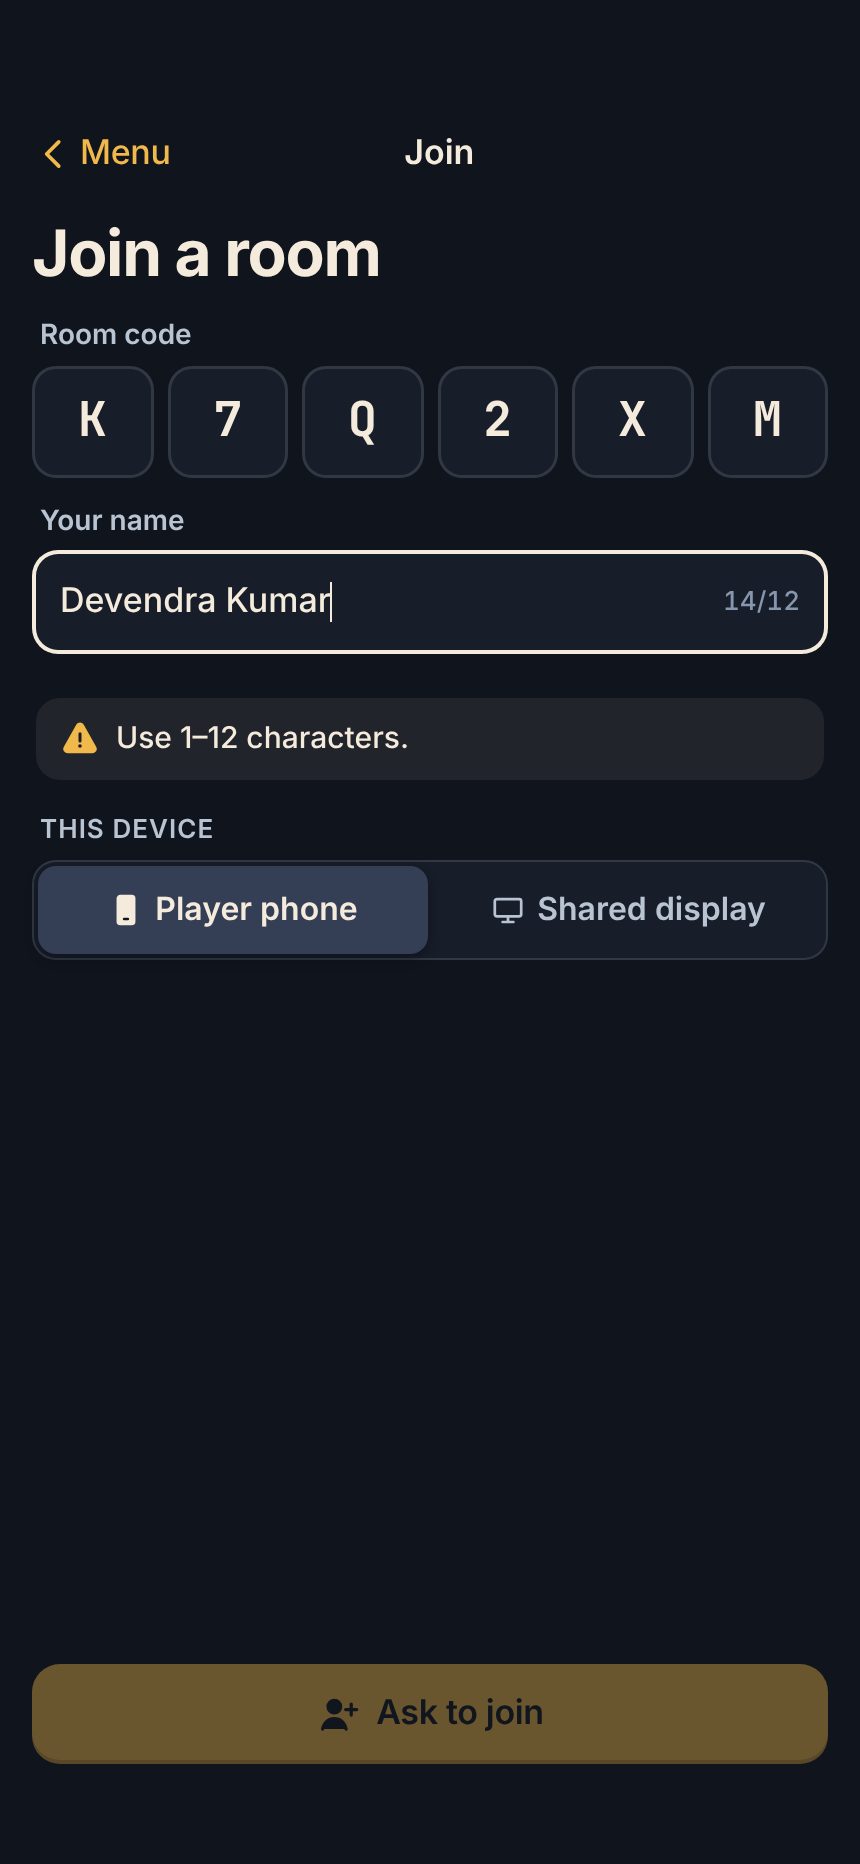 Menu
Join
Join a room
Room code
K 7 Q 2 X M
Your name
Devendra Kumar 14/12
Use 1–12 characters.
THIS DEVICE
Player phone
Shared display
Ask to join